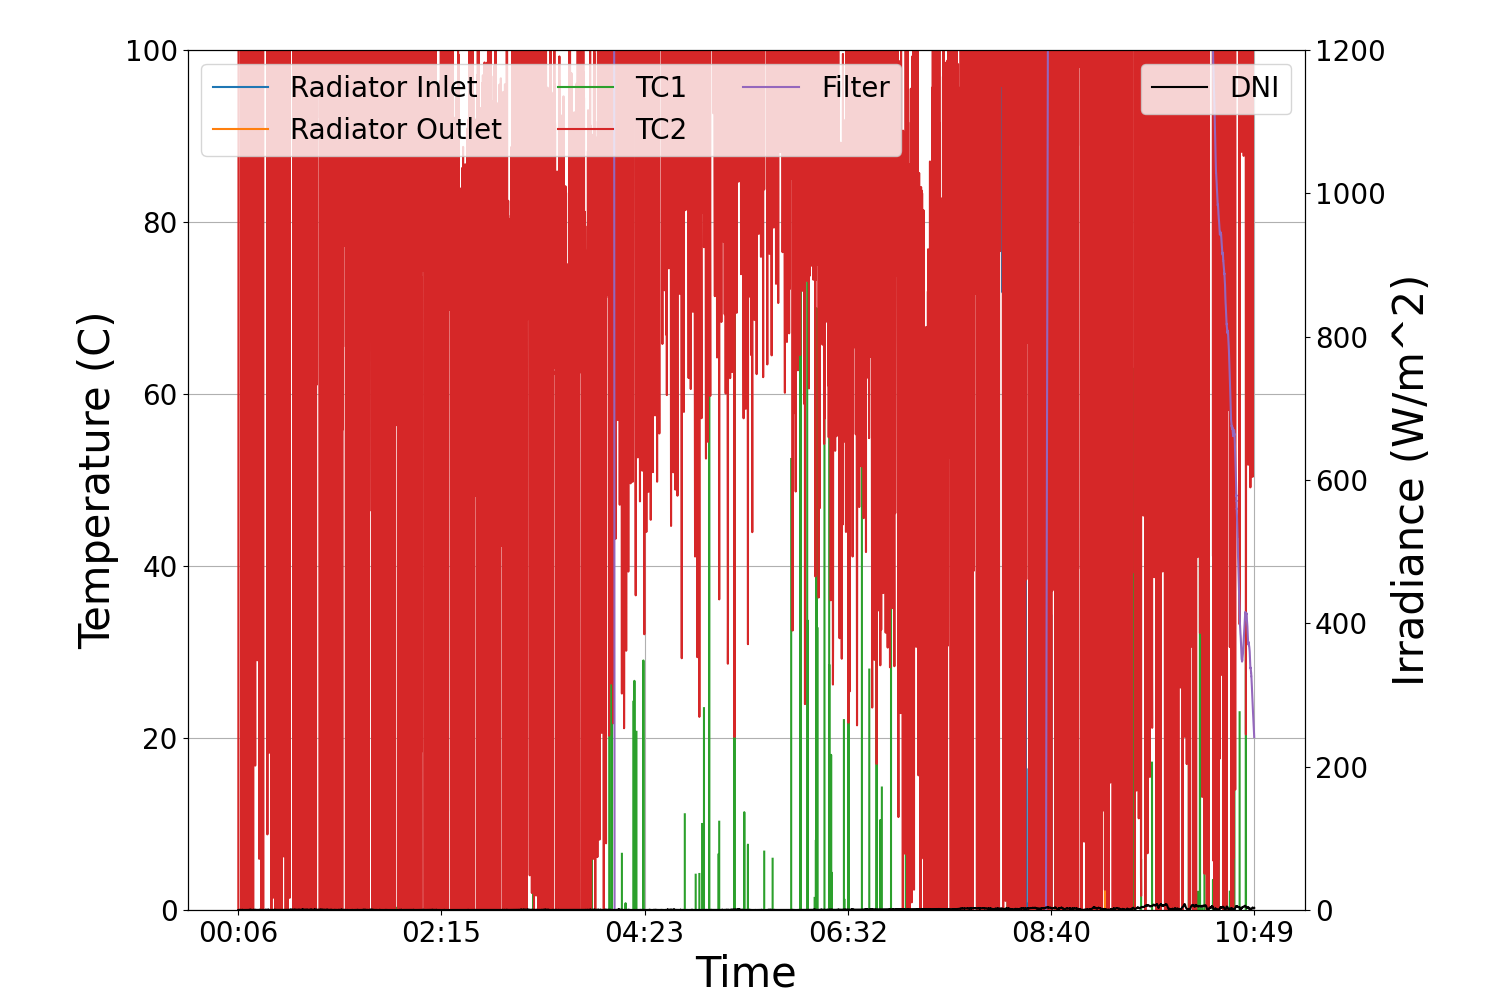 100
80
60
40
20
0
Temperature (C)
Radiator Inlet
Radiator Outlet
TC1
TC2
Filter
DNI
1200
1000
800
600
400
200
0
Irradiance (W/m^2)
00:06
02:15
04:23
06:32
08:40
10:49
Time